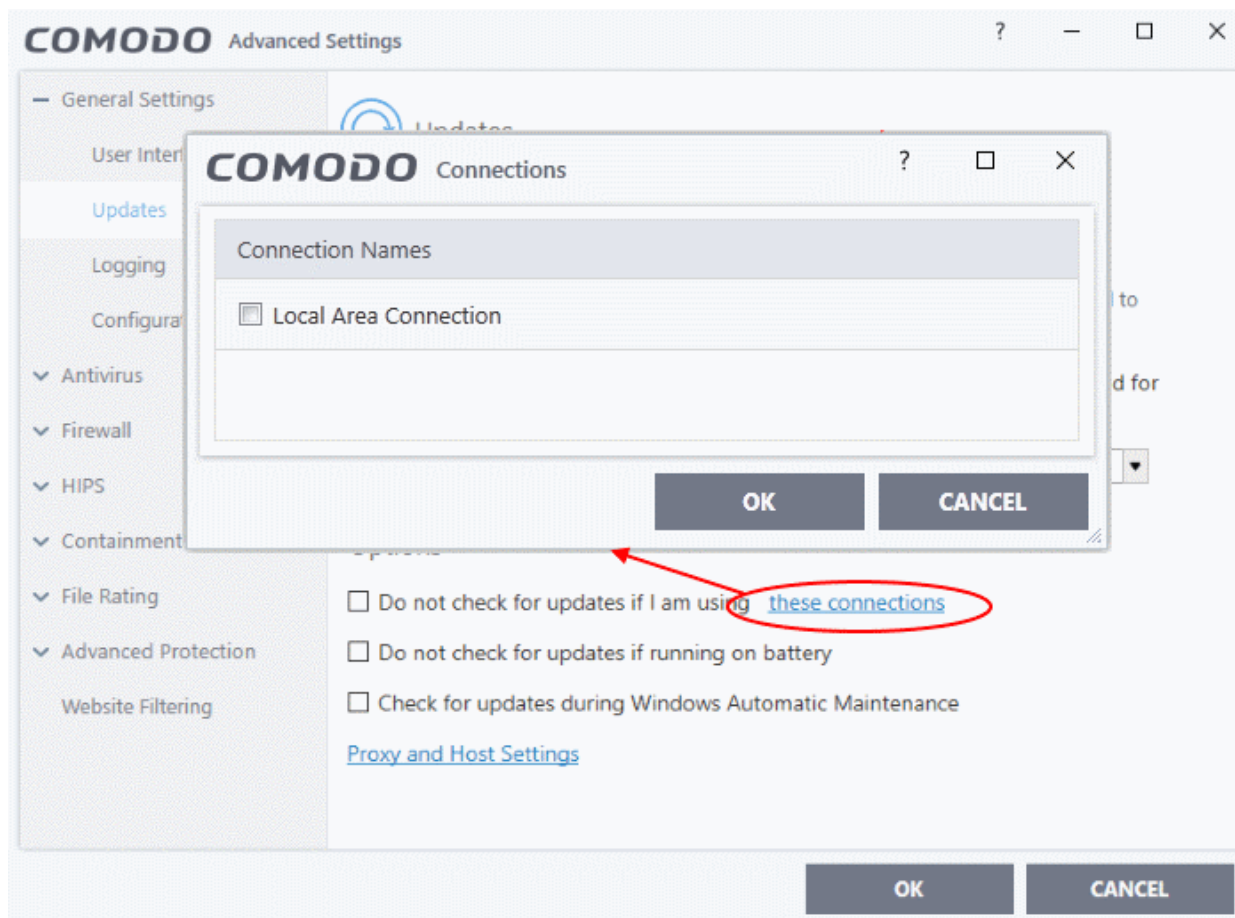 COMODO Advanced Settings ?
General Settings
Updates
User Interf
COMODO Connections ?
Updates
Connection Names
Logging
Local Area Connection
to
Configura
Antivirus
d for
Firewall
HIPS
OK CANCEL
Containment
Options
File Rating
Do not check for updates if I am using these connections
Advanced Protection
Do not check for updates if running on battery
Website Filtering
Check for updates during Windows Automatic Maintenance
Proxy and Host Settings
OK CANCEL